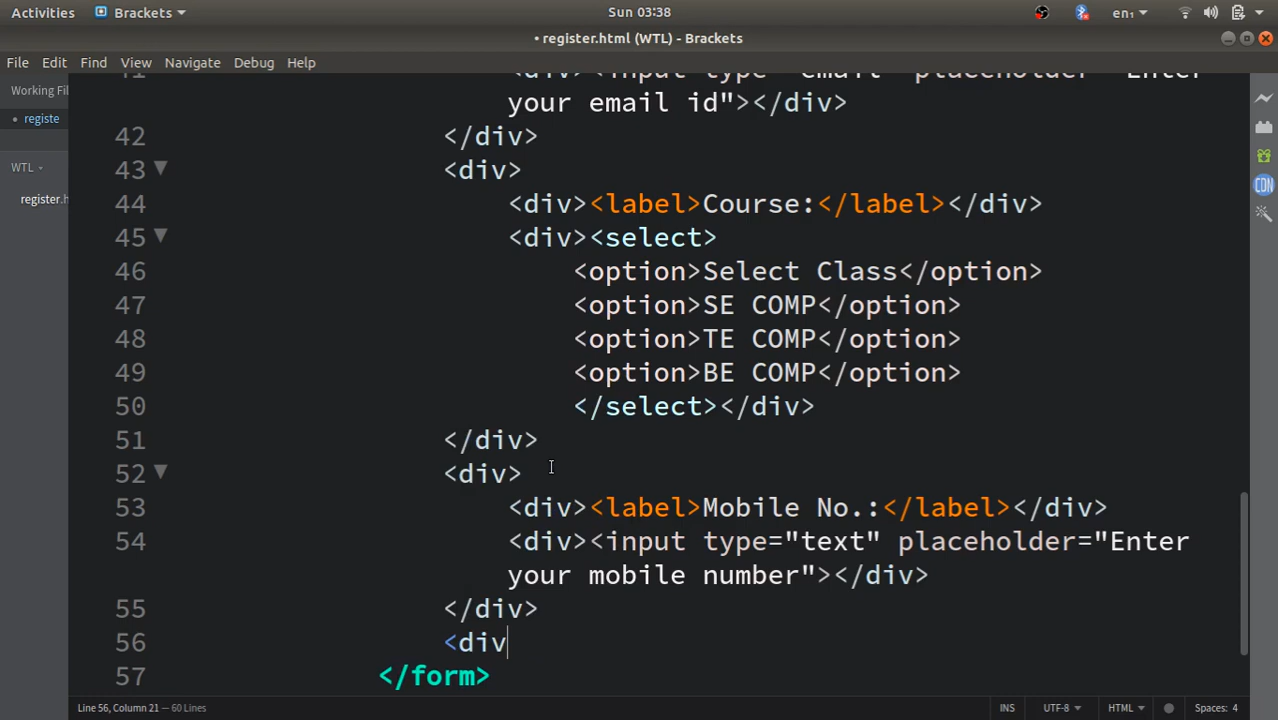 Activities Brackets Sun 03:38 en₁
• register.html (WTL) - Brackets
File Edit Find View Navigate Debug Help
Working Fil
• registe
WTL
register.h
your email id"></div>
42 </div>
43 <div>
44 <div><label>Course:</label></div>
45 <div><select>
46 <option>Select Class</option>
47 <option>SE COMP</option>
48 <option>TE COMP</option>
49 <option>BE COMP</option>
50 </select></div>
51 </div>
52 <div>
53 <div><label>Mobile No.:</label></div>
54 <div><input type="text" placeholder="Enter
your mobile number"></div>
55 </div>
56 <div
57 </form>
Line 56, Column 21 — 60 Lines INS UTF-8 HTML Spaces: 4
CDN